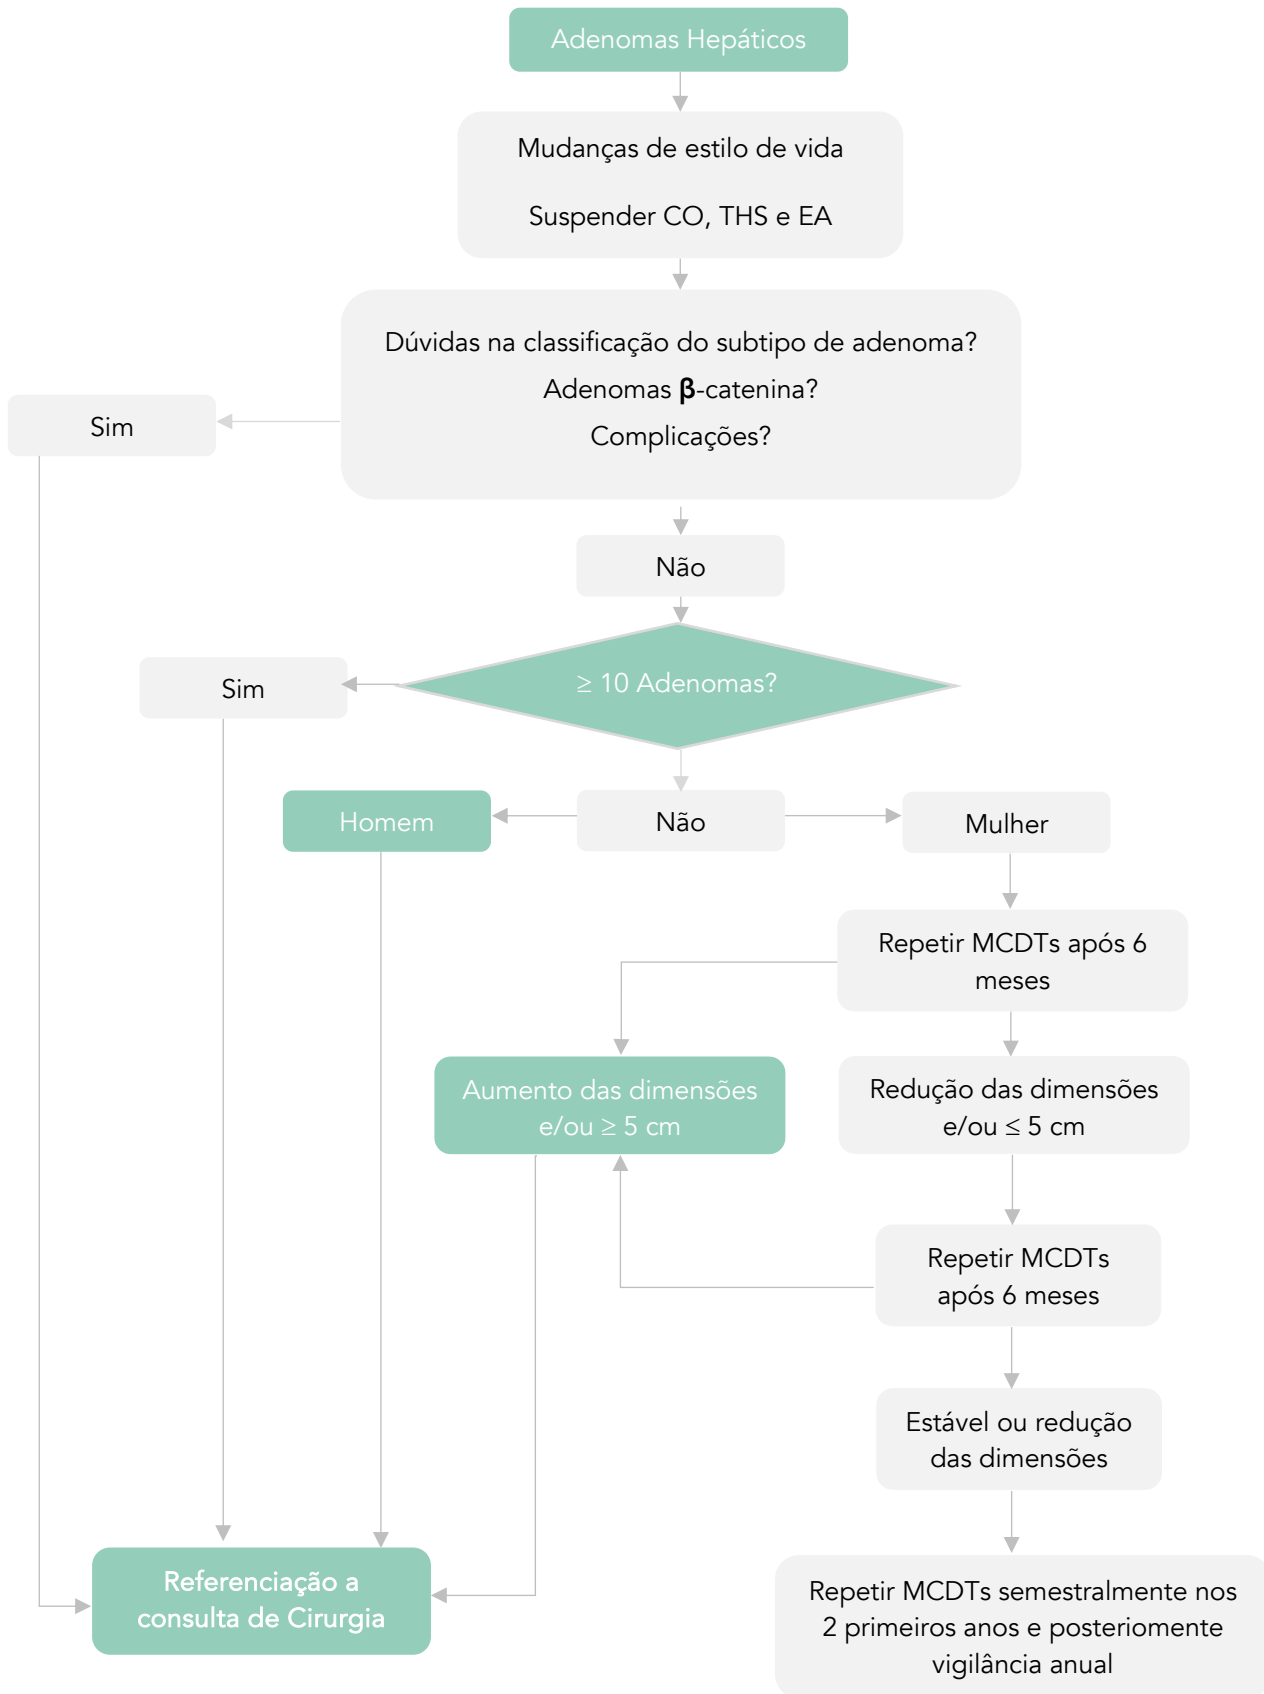 Adenomas Hepáticos
Mudanças de estilo de vida
Suspender CO, THS e EA
Dúvidas na classificação do subtipo de adenoma?
Adenomas β-catenina?
Complicações?
Sim
Não
≥ 10 Adenomas?
Sim
Homem
Não
Mulher
Repetir MCDTs após 6
meses
Aumento das dimensões
e/ou ≥ 5 cm
Redução das dimensões
e/ou ≤ 5 cm
Repetir MCDTs
após 6 meses
Estável ou redução
das dimensões
Referenciação a
consulta de Cirurgia
Repetir MCDTs semestralmente nos
2 primeiros anos e posteriomente
vigilância anual